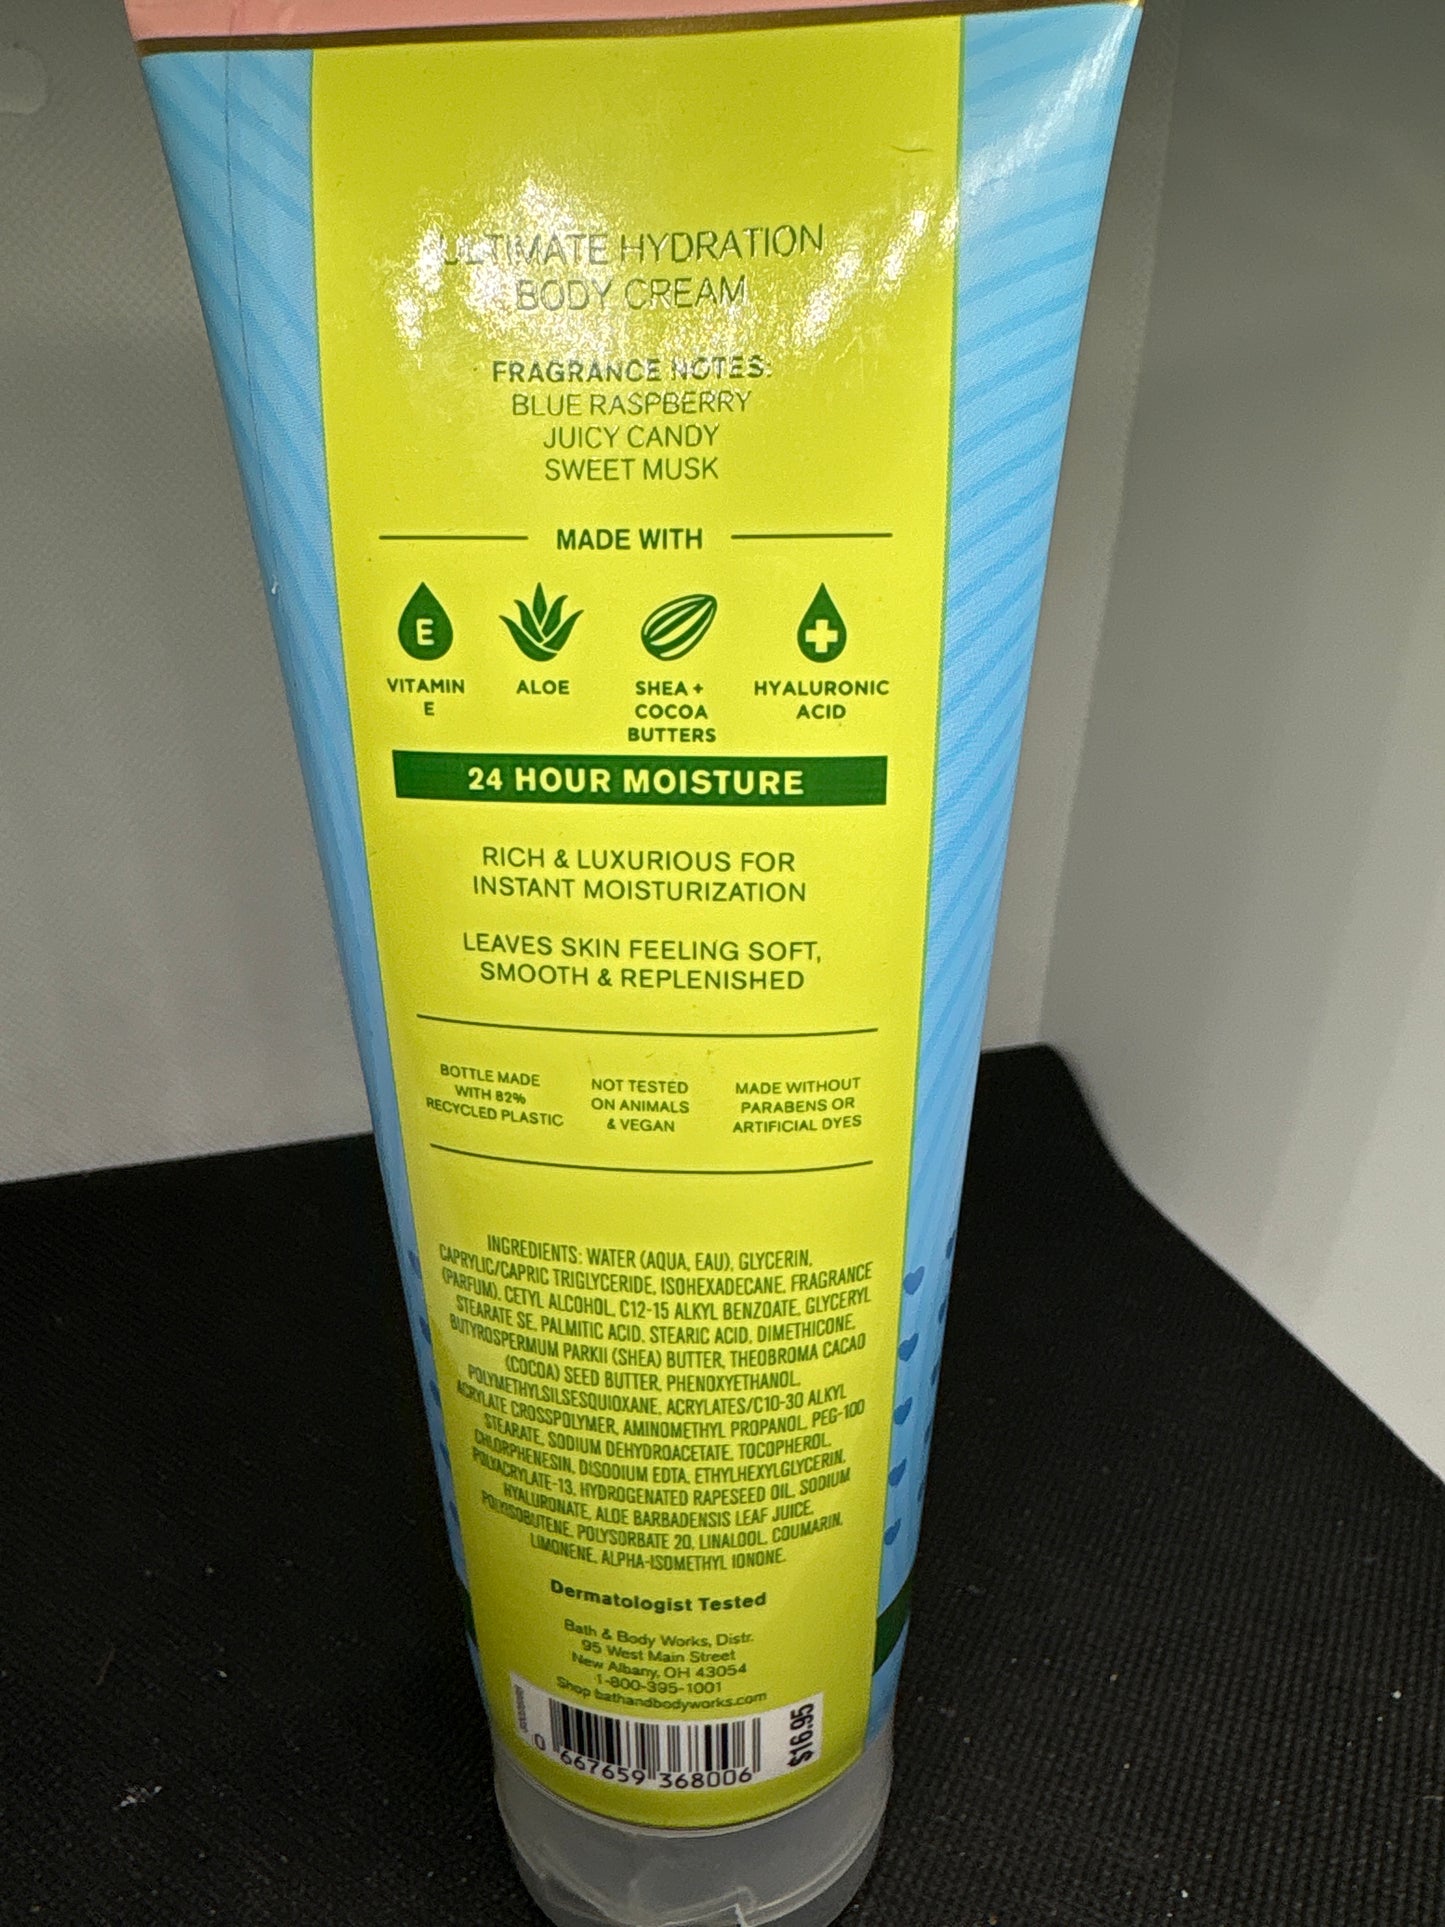 ULTIMATE HYDRATION
BODY CREAM
FRAGRANCE NOTES:
BLUE RASPBERRY
JUICY CANDY
SWEET MUSK
MADE WITH
E
VITAMIN
E
ALOE
SHEA +
COCOA
BUTTERS
HYALURONIC
ACID
24 HOUR MOISTURE
RICH & LUXURIOUS FOR
INSTANT MOISTURIZATION
LEAVES SKIN FEELING SOFT,
SMOOTH & REPLENISHED
BOTTLE MADE
WITH 82%
RECYCLED PLASTIC
NOT TESTED
ON ANIMALS
& VEGAN
MADE WITHOUT
PARABENS OR
ARTIFICIAL DYES
INGREDIENTS: WATER (AQUA, EAU), GLYCERIN,
CAPRYLIC/CAPRIC TRIGLYCERIDE, ISOHEXADECANE, FRAGRANCE
(PARFUM), CETYL ALCOHOL, C12-15 ALKYL BENZOATE, GLYCERYL
STEARATE SE, PALMITIC ACID, STEARIC ACID, DIMETHICONE,
BUTYROSPERMUM PARKII (SHEA) BUTTER, THEOBROMA CACAO
(COCOA) SEED BUTTER, PHENOXYETHANOL,
POLYMETHYLSILSESQUIOXANE, ACRYLATES/C10-30 ALKYL
ACRYLATE CROSSPOLYMER, AMINOMETHYL PROPANOL, PEG-100
STEARATE, SODIUM DEHYDROACETATE, TOCOPHEROL,
CHLORPHENESIN, DISODIUM EDTA, ETHYLHEXYLGLYCERIN,
POLYACRYLATE-13, HYDROGENATED RAPESEED OIL, SODIUM
HYALURONATE, ALOE BARBADENSIS LEAF JUICE,
POLYISOBUTENE, POLYSORBATE 20, LINALOOL, COUMARIN,
LIMONENE, ALPHA-ISOMETHYL IONONE.
Dermatologist Tested
Bath & Body Works, Distr.
95 West Main Street
New Albany, OH 43054
1-800-395-1001
Shop bathandbodyworks.com
0 667659 368006
$16.95